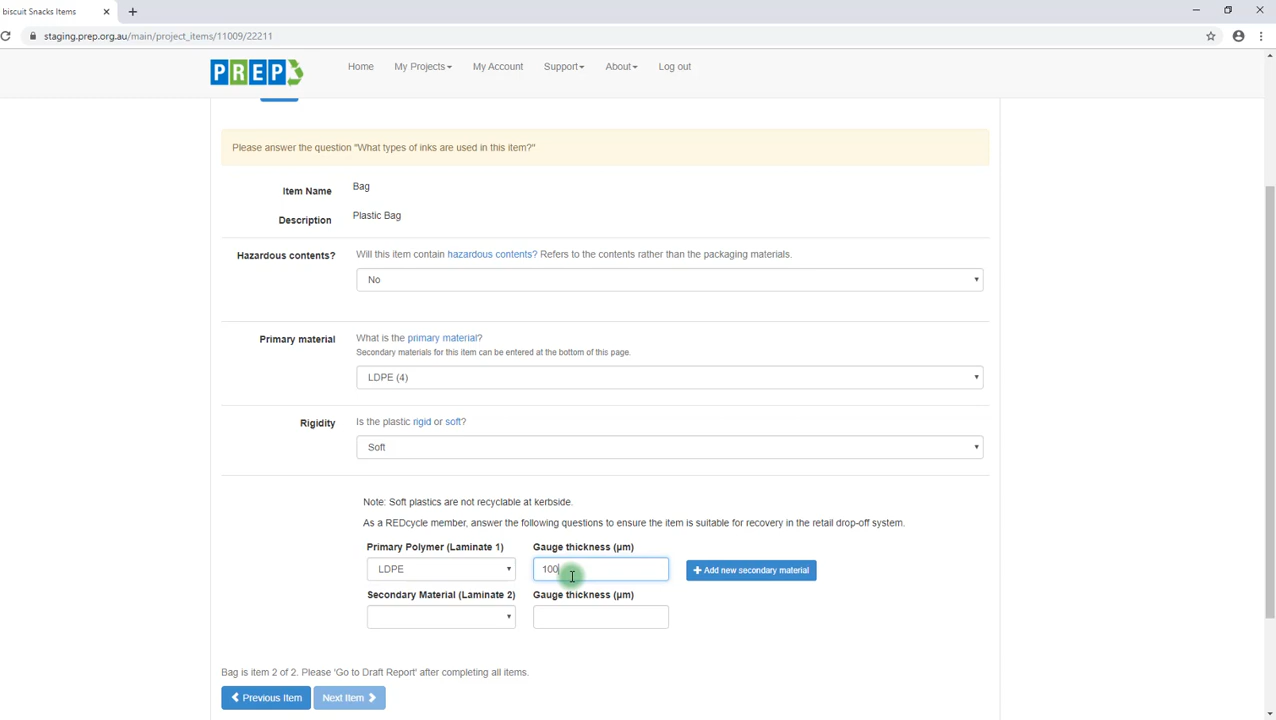 biscuit Snacks Items
staging.prep.org.au/main/project_items/11009/22211
PREP
Home
My Projects
My Account
Support
About
Log out
Please answer the question "What types of inks are used in this item?"
Item Name
Bag
Description
Plastic Bag
Hazardous contents?
Will this item contain hazardous contents? Refers to the contents rather than the packaging materials.
No
Primary material
What is the primary material?
Secondary materials for this item can be entered at the bottom of this page.
LDPE (4)
Rigidity
Is the plastic rigid or soft?
Soft
Note: Soft plastics are not recyclable at kerbside.
As a REDcycle member, answer the following questions to ensure the item is suitable for recovery in the retail drop-off system.
Primary Polymer (Laminate 1)
Gauge thickness (µm)
LDPE
100
Add new secondary material
Secondary Material (Laminate 2)
Gauge thickness (µm)
Bag is item 2 of 2. Please 'Go to Draft Report' after completing all items.
Previous Item
Next Item